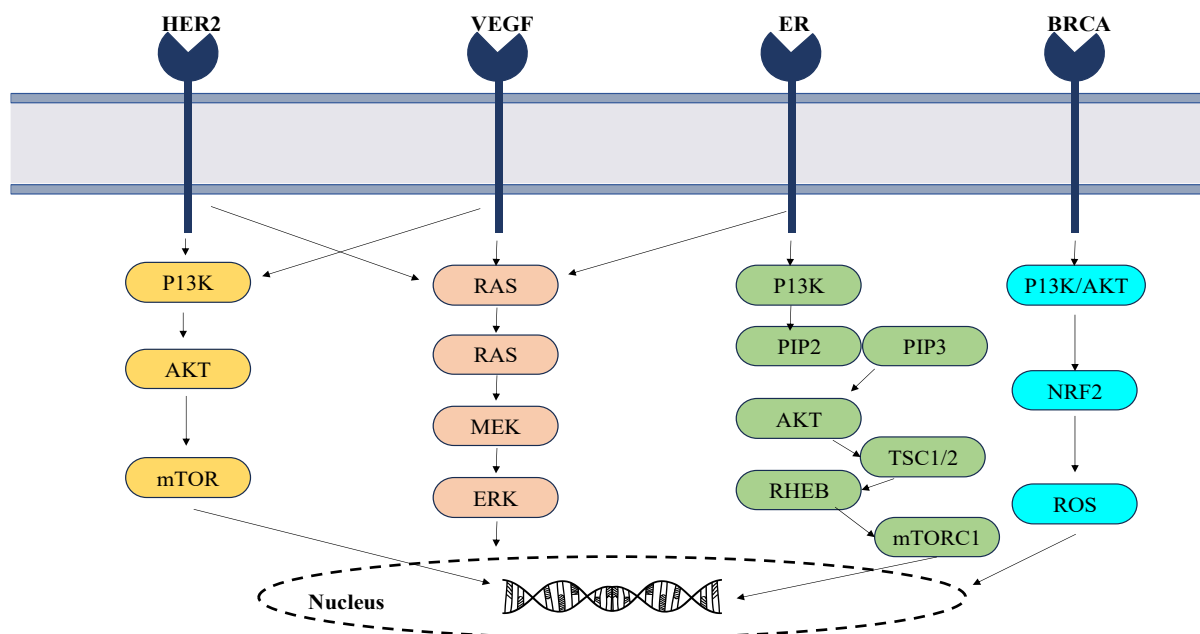 HER2
VEGF
ER
BRCA
P13K
RAS
P13K
P13K/AKT
RAS
PIP2
PIP3
AKT
NRF2
MEK
AKT
TSC1/2
mTOR
ERK
RHEB
ROS
mTORC1
Nucleus